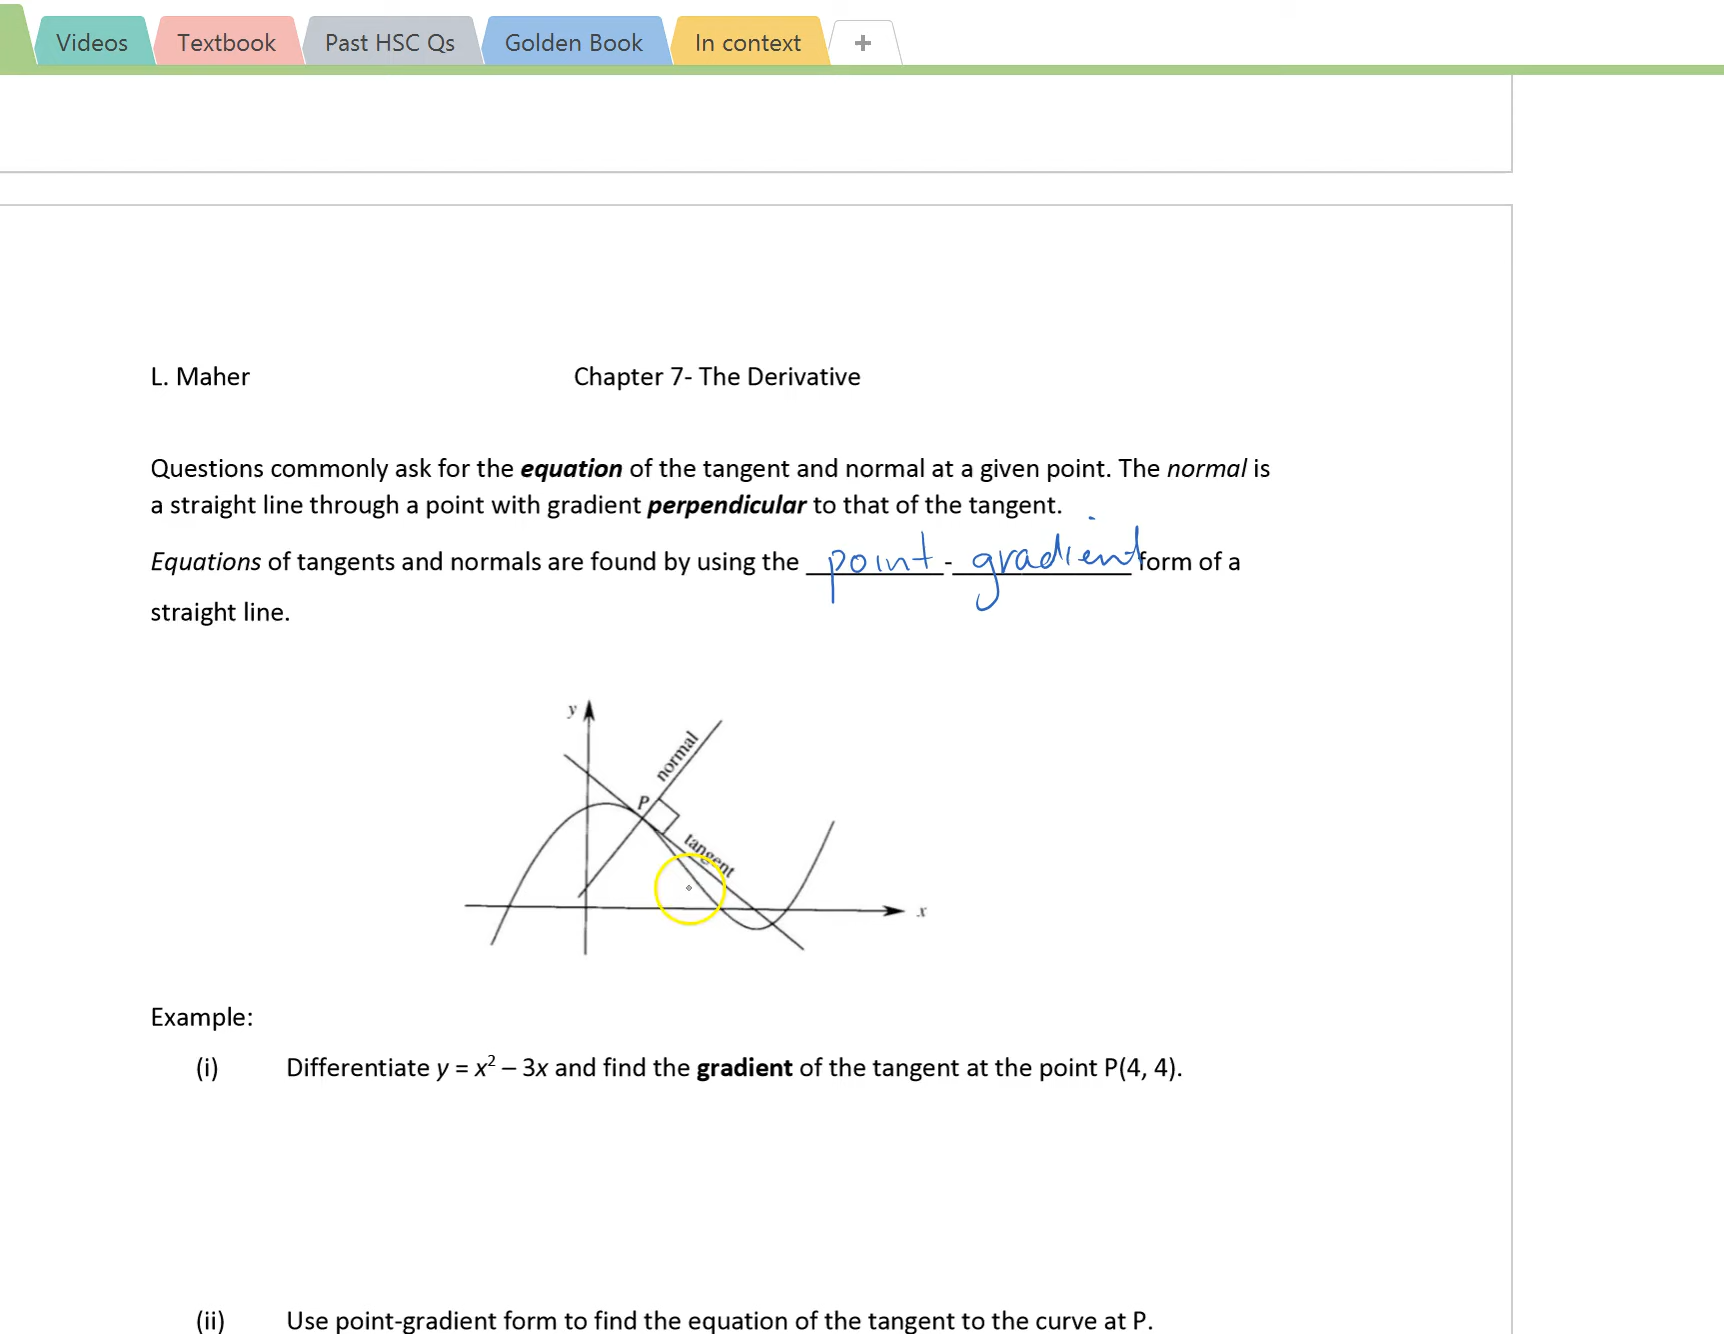 Videos Textbook Past HSC Qs Golden Book In context +
L. Maher Chapter 7- The Derivative
Questions commonly ask for the equation of the tangent and normal at a given point. The normal is
a straight line through a point with gradient perpendicular to that of the tangent.
Equations of tangents and normals are found by using the point - gradient form of a
straight line.
y
normal
P
tangent
x
Example:
(i) Differentiate y = x² – 3x and find the gradient of the tangent at the point P(4, 4).
(ii) Use point-gradient form to find the equation of the tangent to the curve at P.